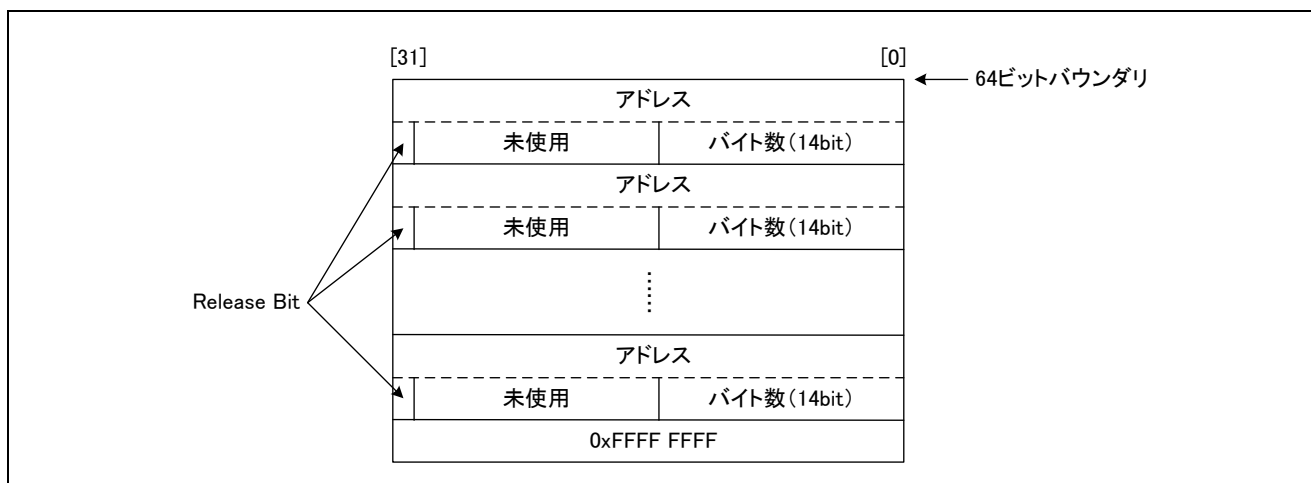 [31] [0]
64ビットバウンダリ
アドレス
未使用 バイト数(14bit)
アドレス
未使用 バイト数(14bit)
Release Bit
アドレス
未使用 バイト数(14bit)
0xFFFF FFFF